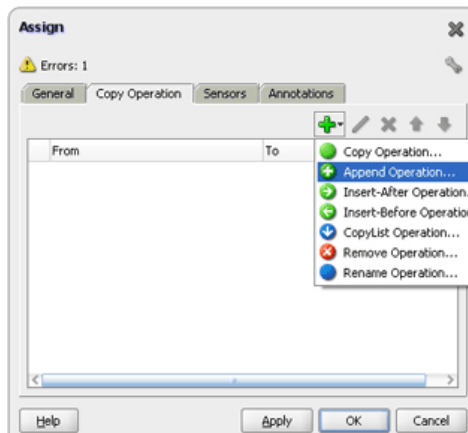 Assign
Errors: 1
General Copy Operation Sensors Annotations
From To
Copy Operation...
Append Operation...
Insert-After Operation.
Insert-Before Operatio
CopyList Operation...
Remove Operation...
Rename Operation...
Help Apply OK Cancel